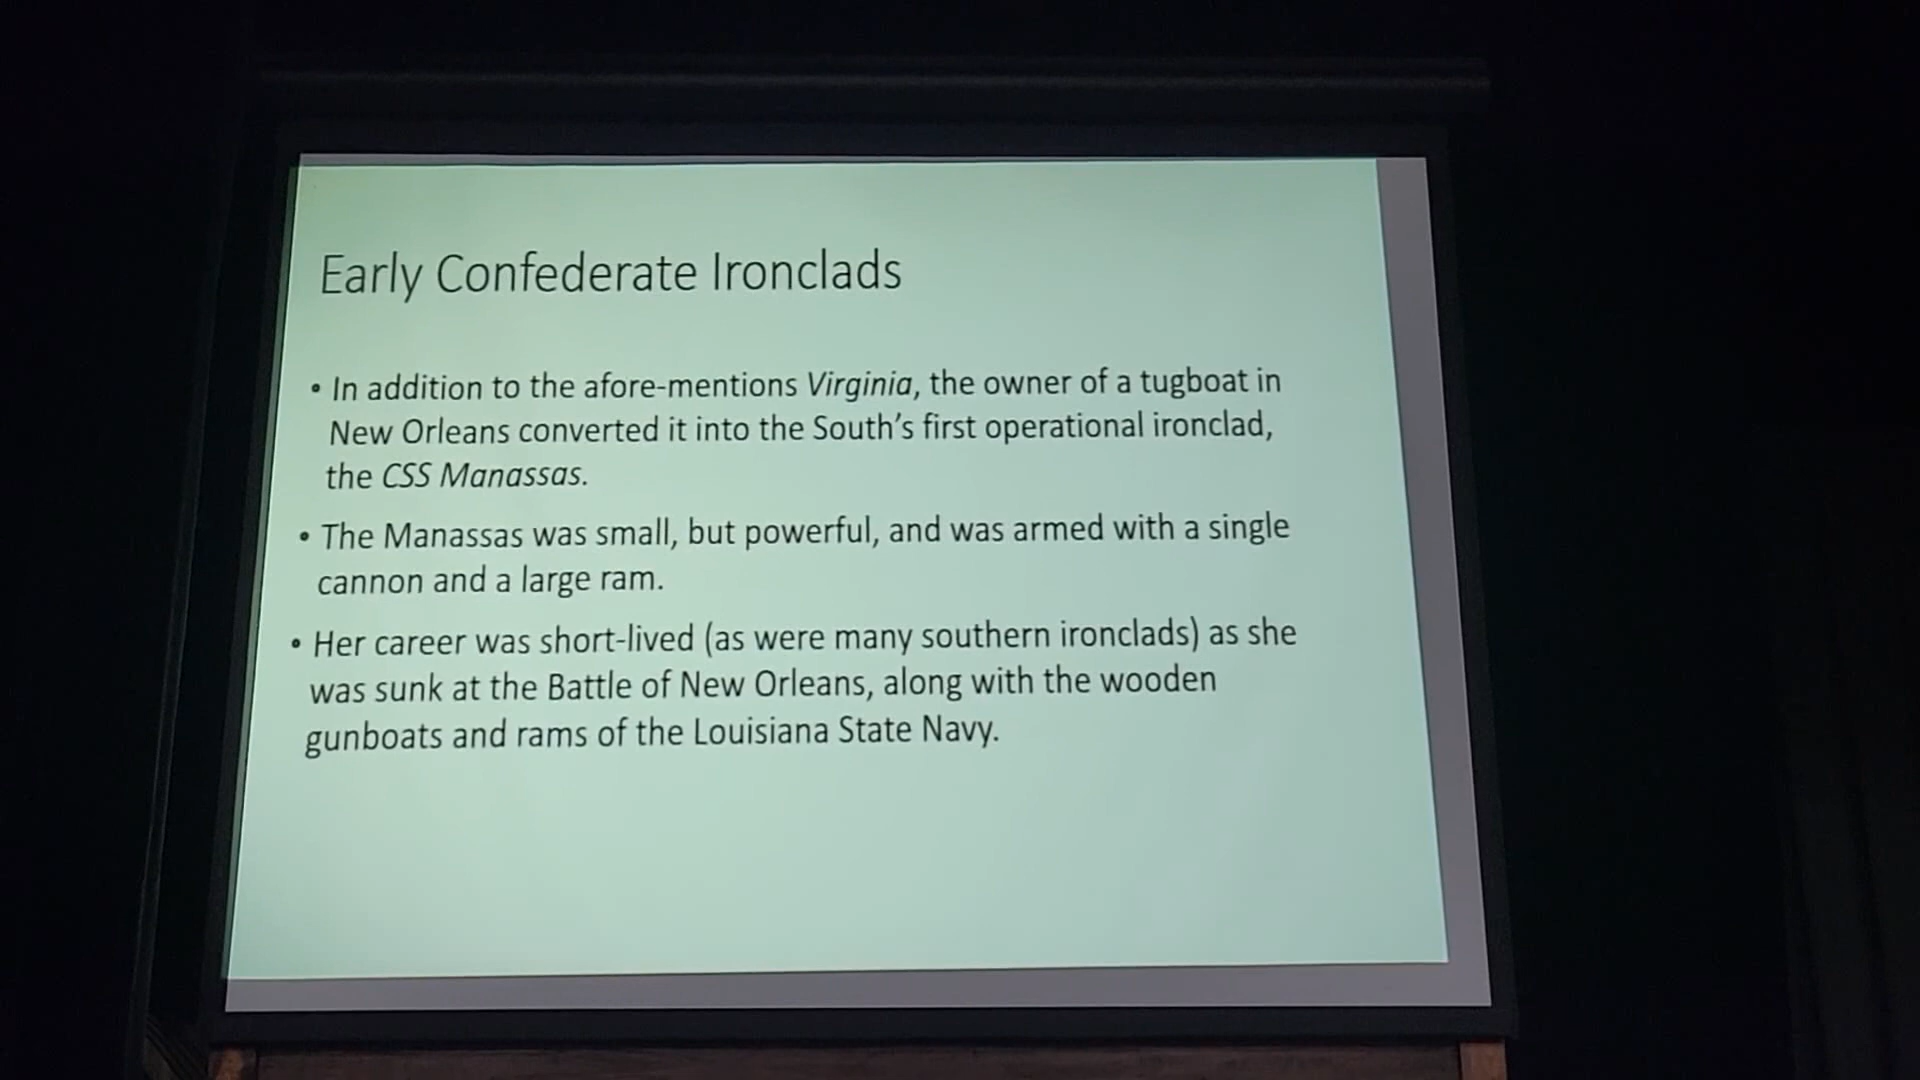 Early Confederate Ironclads
• In addition to the afore-mentions Virginia, the owner of a tugboat in
New Orleans converted it into the South's first operational ironclad,
the CSS Manassas.
• The Manassas was small, but powerful, and was armed with a single
cannon and a large ram.
• Her career was short-lived (as were many southern ironclads) as she
was sunk at the Battle of New Orleans, along with the wooden
gunboats and rams of the Louisiana State Navy.